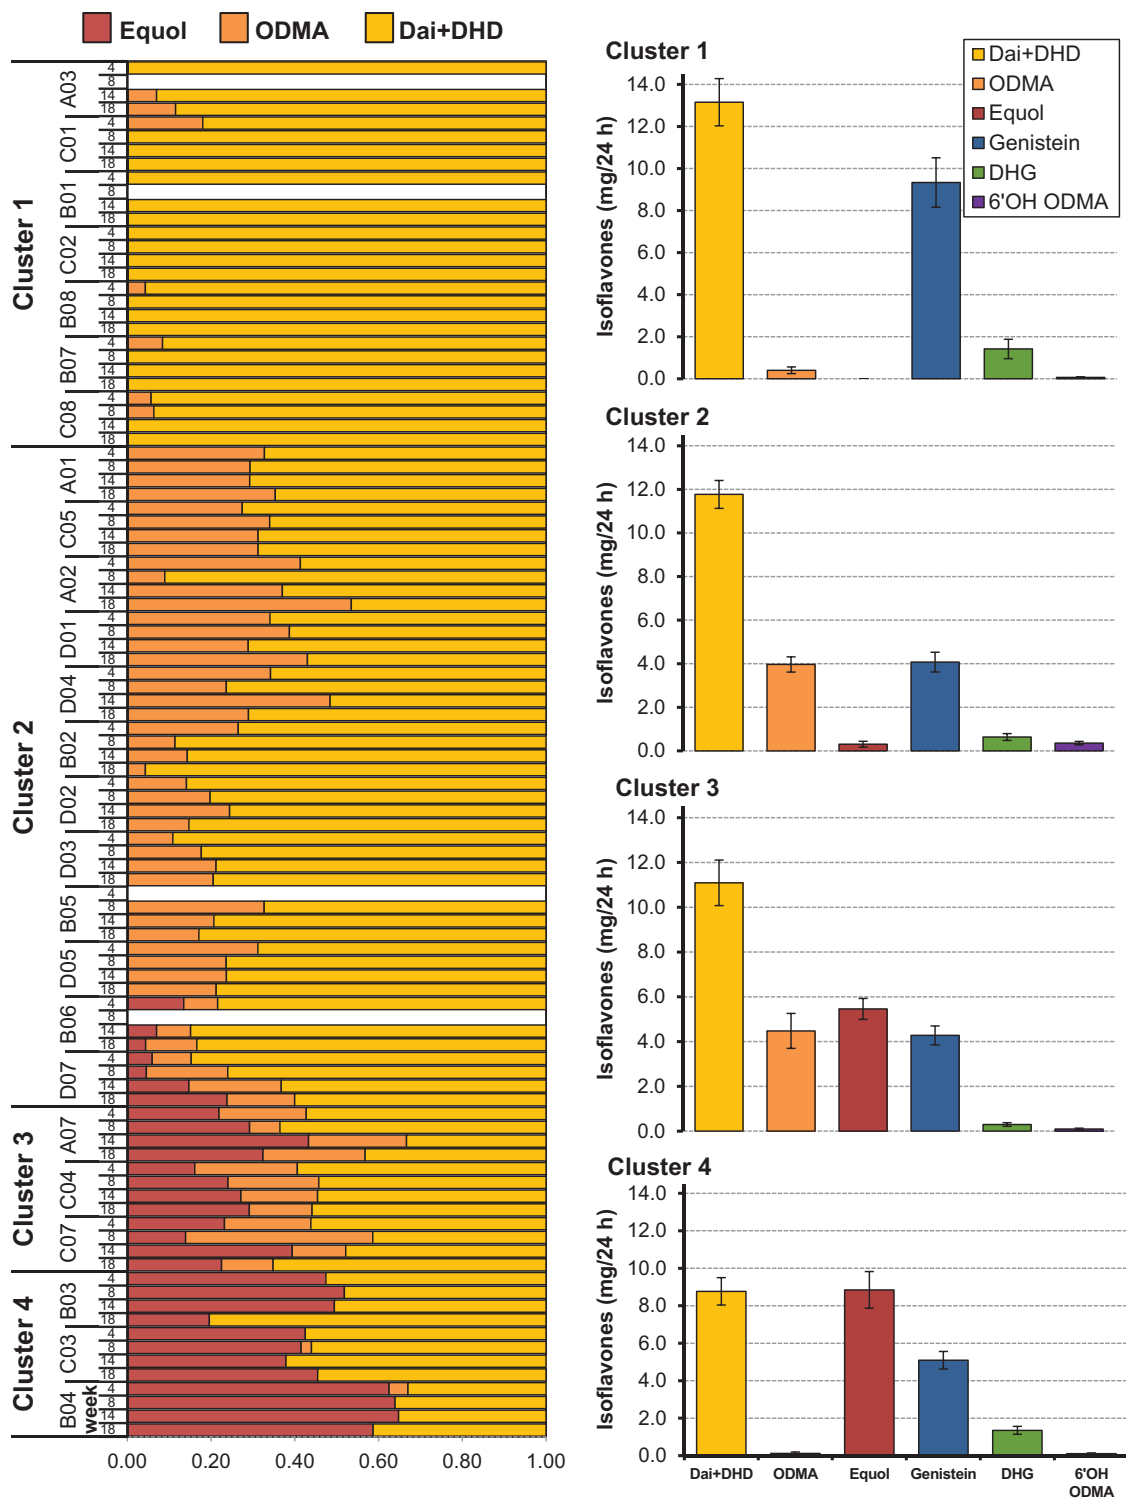 Equol ODMA Dai+DHD
Cluster 1
A03
4
8
14
18
C01
4
8
14
18
B01
4
8
14
18
C02
4
8
14
18
B08
4
8
14
18
B07
4
8
14
18
C08
4
8
14
18
Cluster 2
A01
4
8
14
18
C05
4
8
14
18
A02
4
8
14
18
D01
4
8
14
18
D04
4
8
14
18
B02
4
8
14
18
D02
4
8
14
18
D03
4
8
14
18
B05
4
8
14
18
D05
4
8
14
18
B06
4
8
14
18
D07
4
8
14
18
Cluster 3
A07
4
8
14
18
C04
4
8
14
18
C07
4
8
14
18
Cluster 4
B03
4
8
14
18
C03
4
8
14
18
B04
week
4
8
14
18
0.00 0.20 0.40 0.60 0.80 1.00
Cluster 1
Dai+DHD
ODMA
Equol
Genistein
DHG
6'OH ODMA
Isoflavones (mg/24 h)
14.0
12.0
10.0
8.0
6.0
4.0
2.0
0.0
Cluster 2
Isoflavones (mg/24 h)
14.0
12.0
10.0
8.0
6.0
4.0
2.0
0.0
Cluster 3
Isoflavones (mg/24 h)
14.0
12.0
10.0
8.0
6.0
4.0
2.0
0.0
Cluster 4
Isoflavones (mg/24 h)
14.0
12.0
10.0
8.0
6.0
4.0
2.0
0.0
Dai+DHD ODMA Equol Genistein DHG 6'OH
ODMA